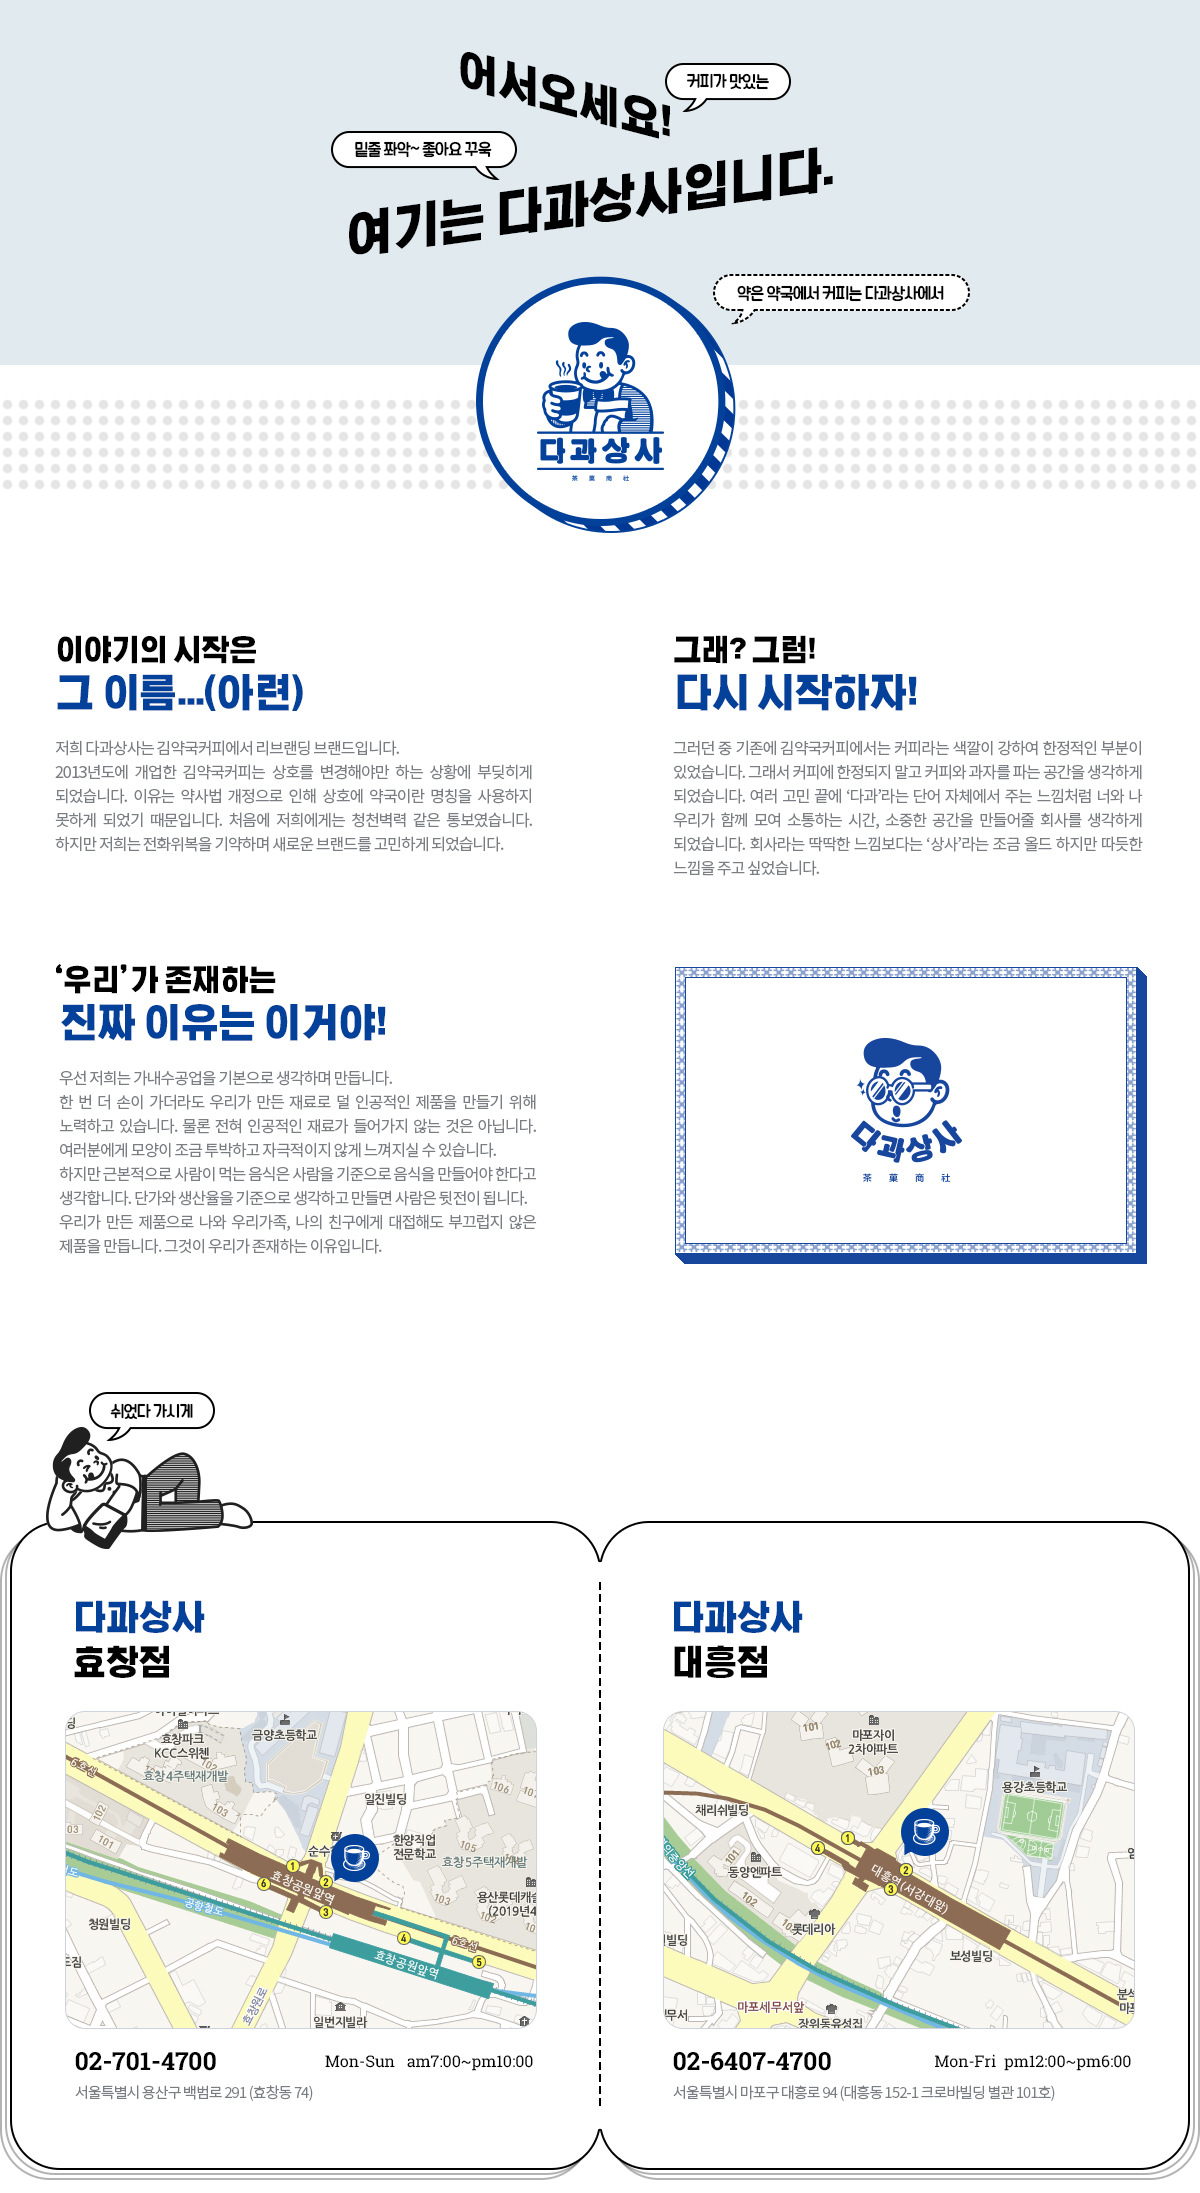 어서오세요!
커피가 맛있는
밑줄 쫘악~ 좋아요 꾸욱
여기는 다과상사입니다.
약은 약국에서 커피는 다과상사에서
다과상사
茶 菓 商 社
이야기의 시작은
그 이름...(아련)
저희 다과상사는 김약국커피에서 리브랜딩 브랜드입니다.
2013년도에 개업한 김약국커피는 상호를 변경해야만 하는 상황에 부딪히게
되었습니다. 이유는 약사법 개정으로 인해 상호에 약국이란 명칭을 사용하지
못하게 되었기 때문입니다. 처음에 저희에게는 청천벽력 같은 통보였습니다.
하지만 저희는 전화위복을 기약하며 새로운 브랜드를 고민하게 되었습니다.
그래? 그럼!
다시 시작하자!
그러던 중 기존에 김약국커피에서는 커피라는 색깔이 강하여 한정적인 부분이
있었습니다. 그래서 커피에 한정되지 말고 커피와 과자를 파는 공간을 생각하게
되었습니다. 여러 고민 끝에 ‘다과’라는 단어 자체에서 주는 느낌처럼 너와 나
우리가 함께 모여 소통하는 시간, 소중한 공간을 만들어줄 회사를 생각하게
되었습니다. 회사라는 딱딱한 느낌보다는 ‘상사’라는 조금 올드 하지만 따듯한
느낌을 주고 싶었습니다.
‘우리’가 존재하는
진짜 이유는 이거야!
우선 저희는 가내수공업을 기본으로 생각하며 만듭니다.
한 번 더 손이 가더라도 우리가 만든 재료로 덜 인공적인 제품을 만들기 위해
노력하고 있습니다. 물론 전혀 인공적인 재료가 들어가지 않는 것은 아닙니다.
여러분에게 모양이 조금 투박하고 자극적이지 않게 느껴지실 수 있습니다.
하지만 근본적으로 사람이 먹는 음식은 사람을 기준으로 음식을 만들어야 한다고
생각합니다. 단가와 생산율을 기준으로 생각하고 만들면 사람은 뒷전이 됩니다.
우리가 만든 제품으로 나와 우리가족, 나의 친구에게 대접해도 부끄럽지 않은
제품을 만듭니다. 그것이 우리가 존재하는 이유입니다.
다과상사
茶 菓 商 社
쉬었다 가시게
다과상사
효창점
효창파크
KCC스위첸
금양초등학교
효창4주택재개발
6호선
102
103
101
03
일진빌딩
순수
한양직업
전문학교
106
105
효창5주택재개발
103
용산롯데캐슬
(2019년4
102
10
1
6
2
3
4
5
효창공원앞역
공항철도
6호선
효창공원앞역
청원빌딩
효창원로
일번지빌라
02-701-4700
Mon-Sun am7:00~pm10:00
서울특별시 용산구 백범로 291 (효창동 74)
다과상사
대흥점
101
102
마포자이
2차아파트
103
용강초등학교
채리쉬빌딩
1
4
2
3
대흥역(서강대앞)
101
동양엔파트
102
롯데리아
빌딩
보성빌딩
무서
마포세무서앞
장위동유성집
분식
마포
02-6407-4700
Mon-Fri pm12:00~pm6:00
서울특별시 마포구 대흥로 94 (대흥동 152-1 크로바빌딩 별관 101호)